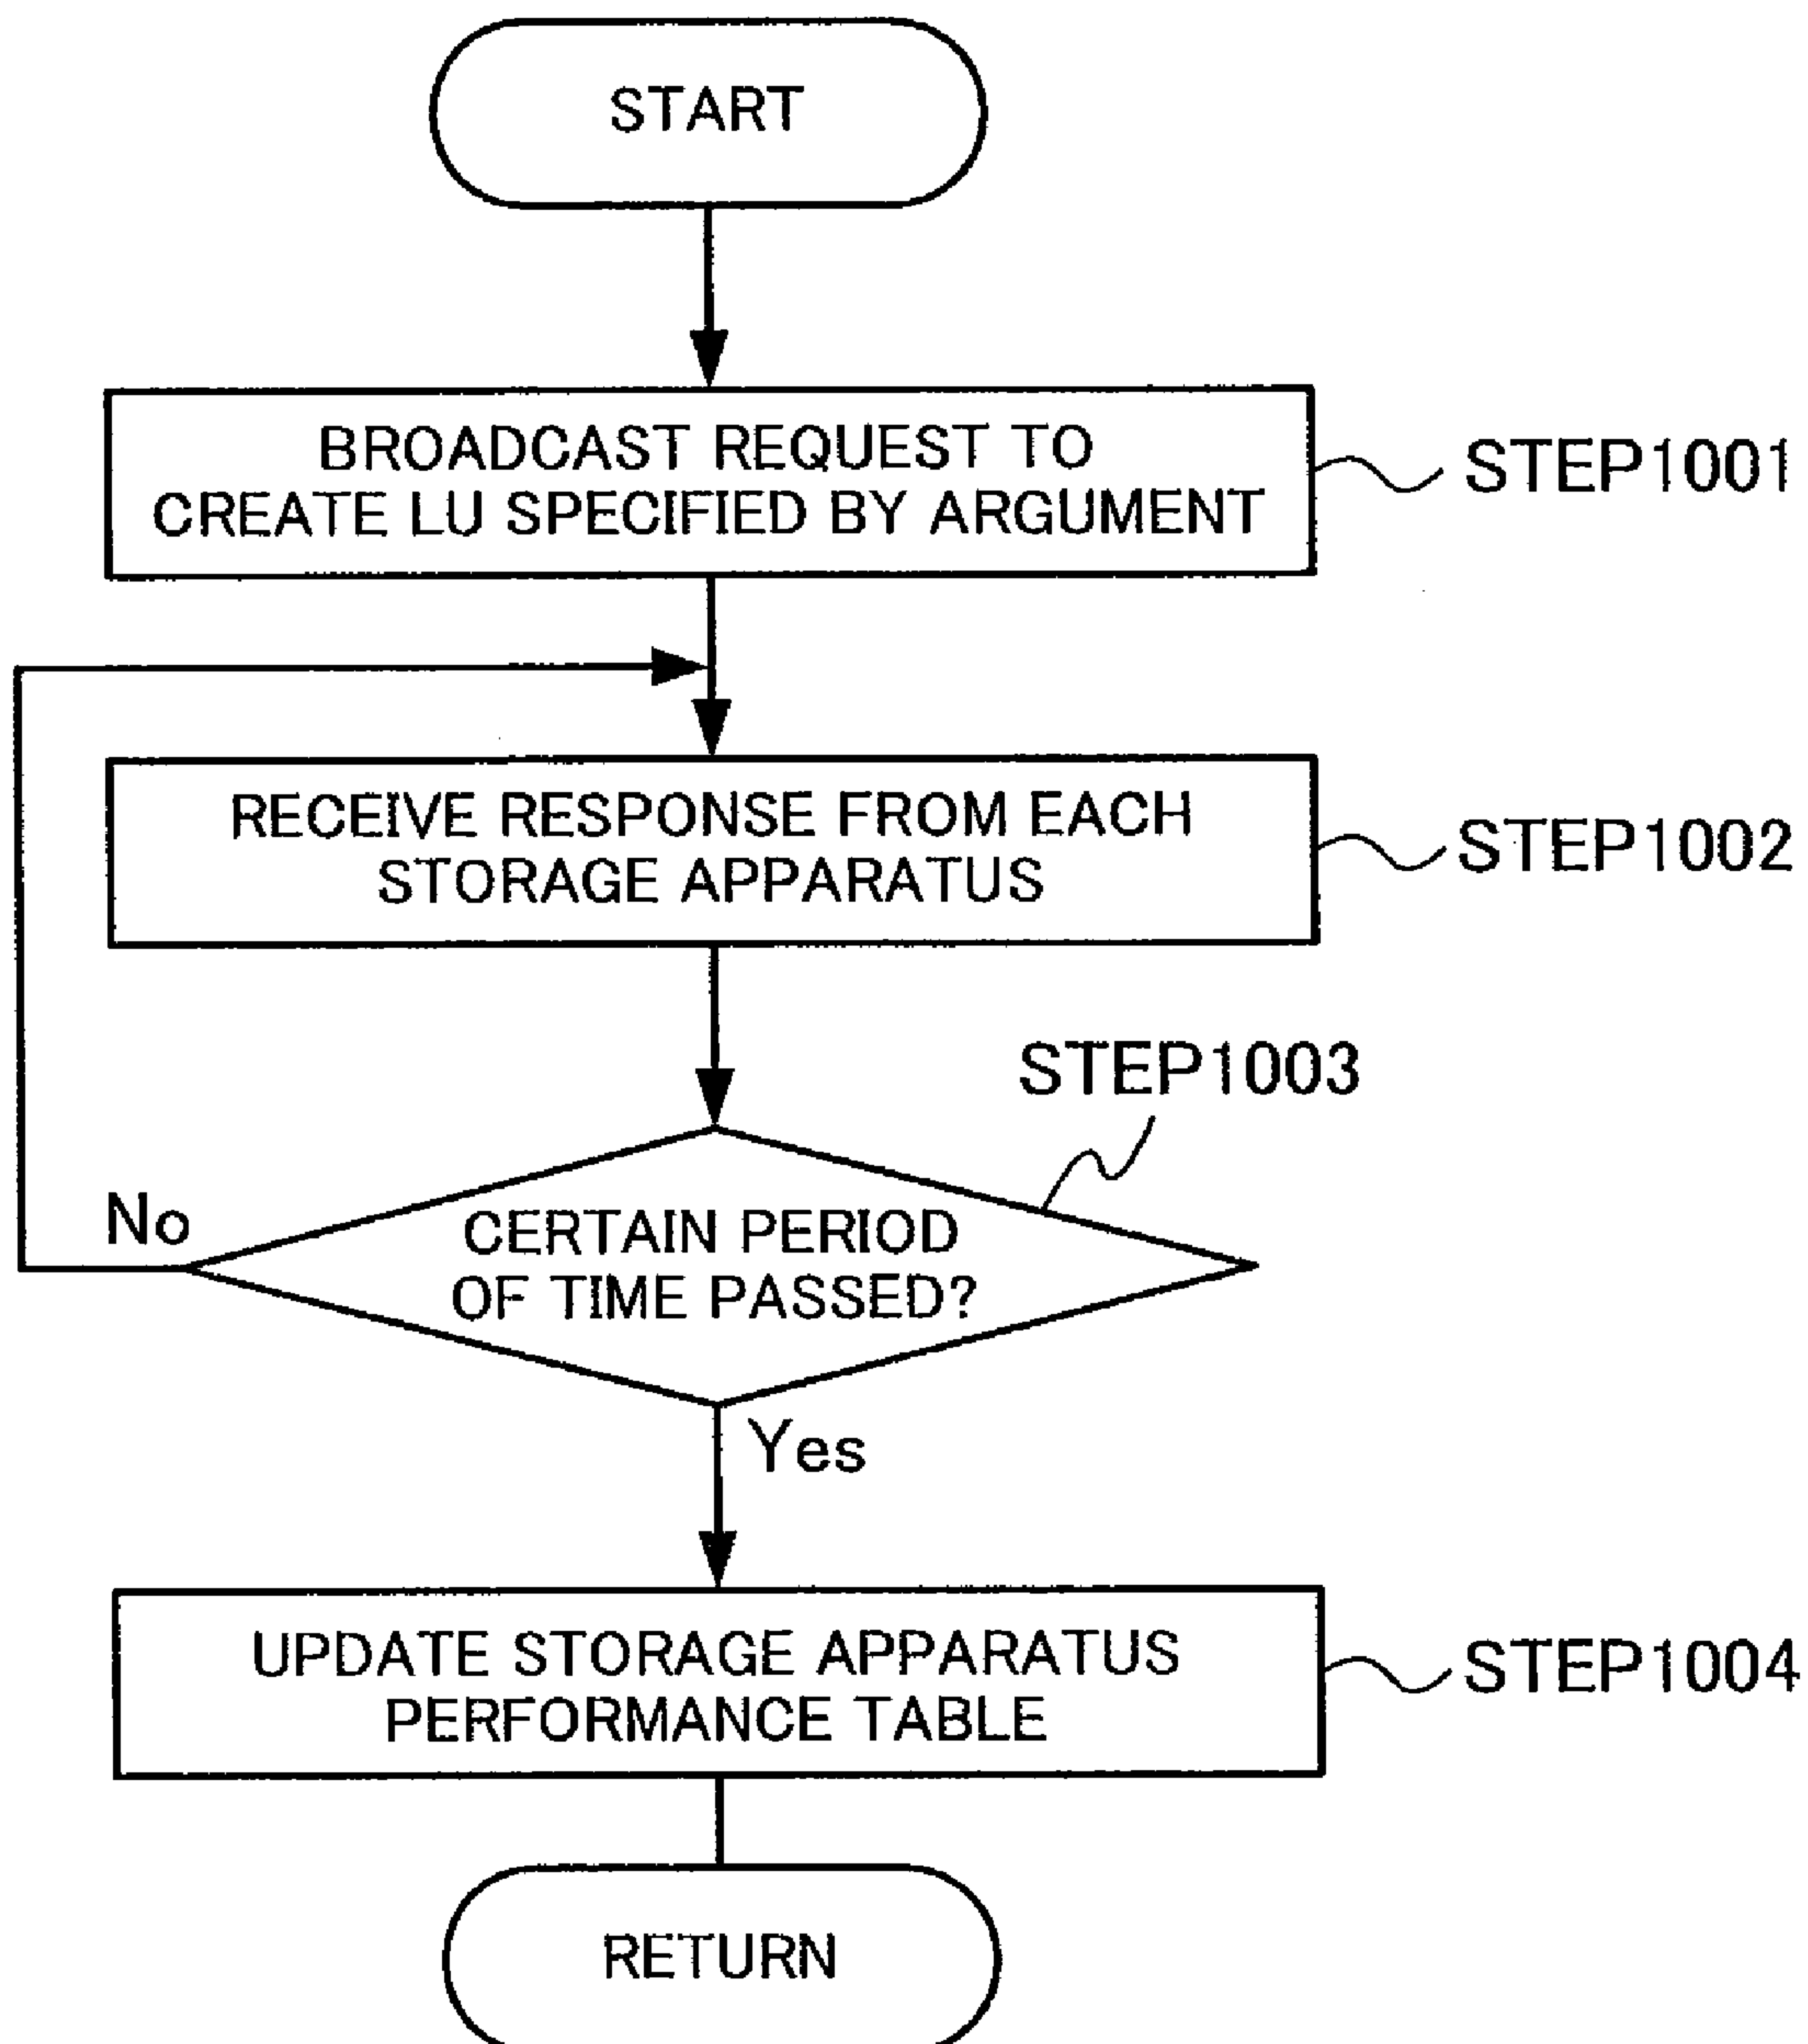 START
BROADCAST REQUEST TO
CREATE LU SPECIFIED BY ARGUMENT
STEP1001
RECEIVE RESPONSE FROM EACH
STORAGE APPARATUS
STEP1002
STEP1003
No
CERTAIN PERIOD
OF TIME PASSED?
Yes
UPDATE STORAGE APPARATUS
PERFORMANCE TABLE
STEP1004
RETURN